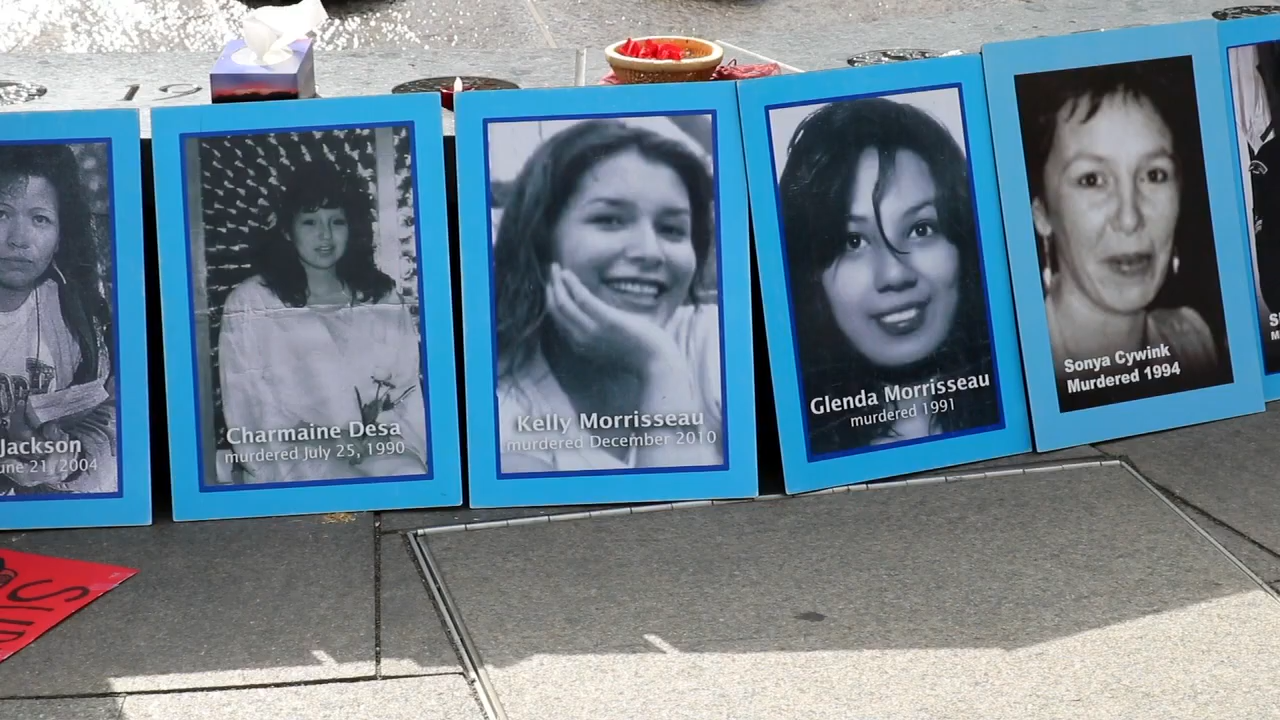 12
Jackson
une 21, 2004
Charmaine Desa
murdered July 25, 1990
Kelly Morrisseau
murdered December 2010
Glenda Morrisseau
murdered 1991
Sonya Cywink
Murdered 1994